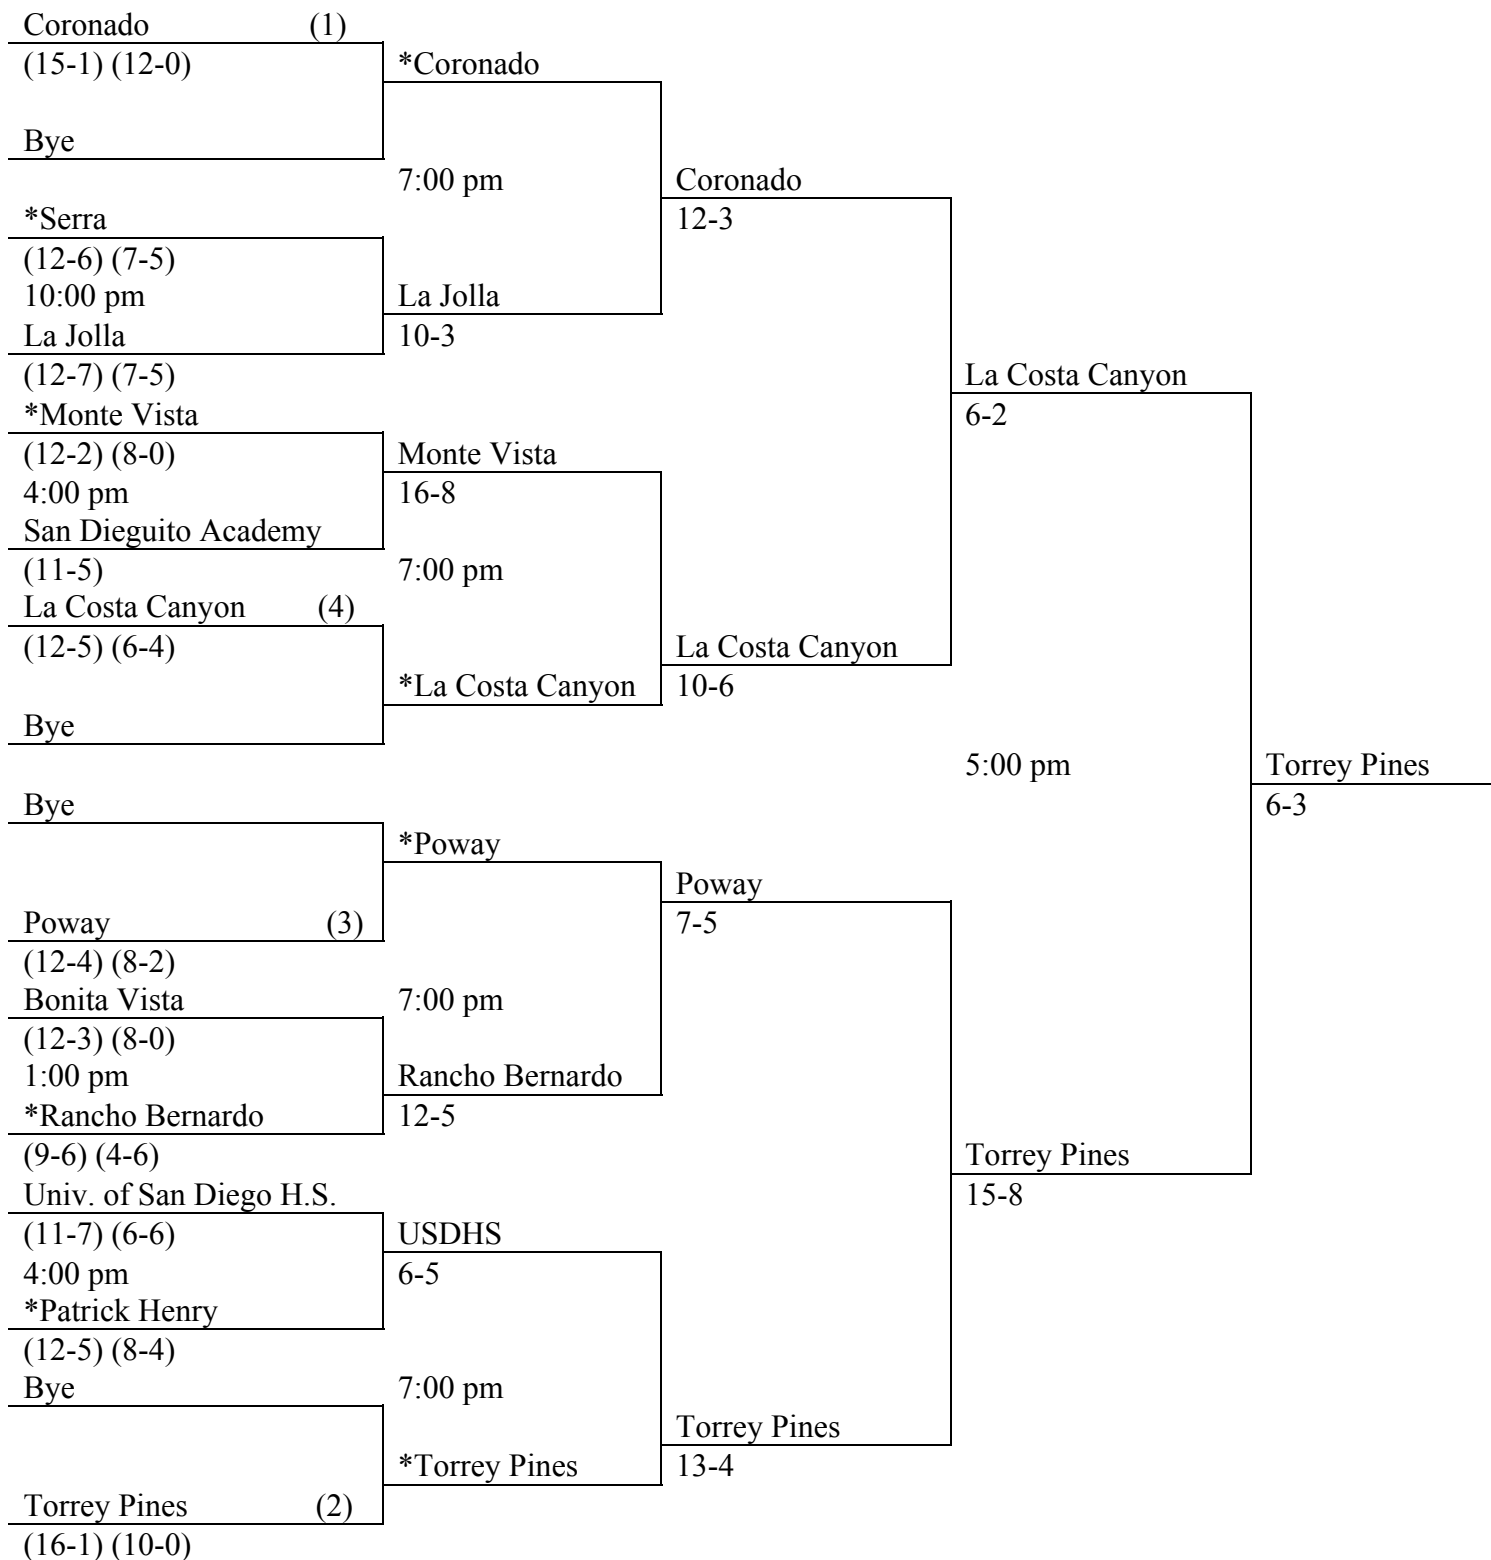 Coronado (1)
(15-1) (12-0)
Bye
*Serra
(12-6) (7-5)
10:00 pm
La Jolla
(12-7) (7-5)
*Monte Vista
(12-2) (8-0)
4:00 pm
San Dieguito Academy
(11-5)
La Costa Canyon (4)
(12-5) (6-4)
Bye
Bye
Poway (3)
(12-4) (8-2)
Bonita Vista
(12-3) (8-0)
1:00 pm
*Rancho Bernardo
(9-6) (4-6)
Univ. of San Diego H.S.
(11-7) (6-6)
4:00 pm
*Patrick Henry
(12-5) (8-4)
Bye
Torrey Pines (2)
(16-1) (10-0)
*Coronado
7:00 pm
La Jolla
10-3
Monte Vista
16-8
7:00 pm
*La Costa Canyon
*Poway
7:00 pm
Rancho Bernardo
12-5
USDHS
6-5
7:00 pm
*Torrey Pines
Coronado
12-3
La Costa Canyon
10-6
Poway
7-5
Torrey Pines
13-4
La Costa Canyon
6-2
5:00 pm
Torrey Pines
15-8
Torrey Pines
6-3